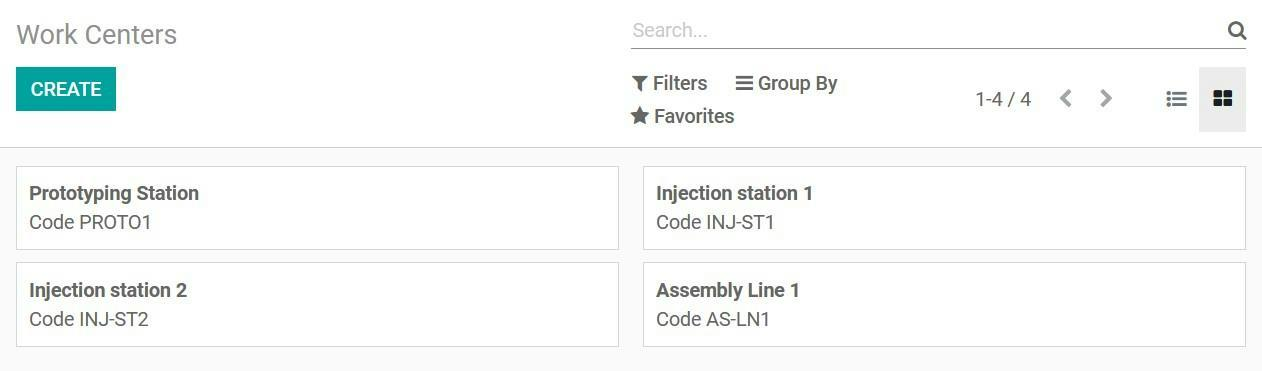 Work Centers
Search...
CREATE
Filters
Group By
1-4 / 4
Favorites
Prototyping Station
Code PROTO1
Injection station 1
Code INJ-ST1
Injection station 2
Code INJ-ST2
Assembly Line 1
Code AS-LN1